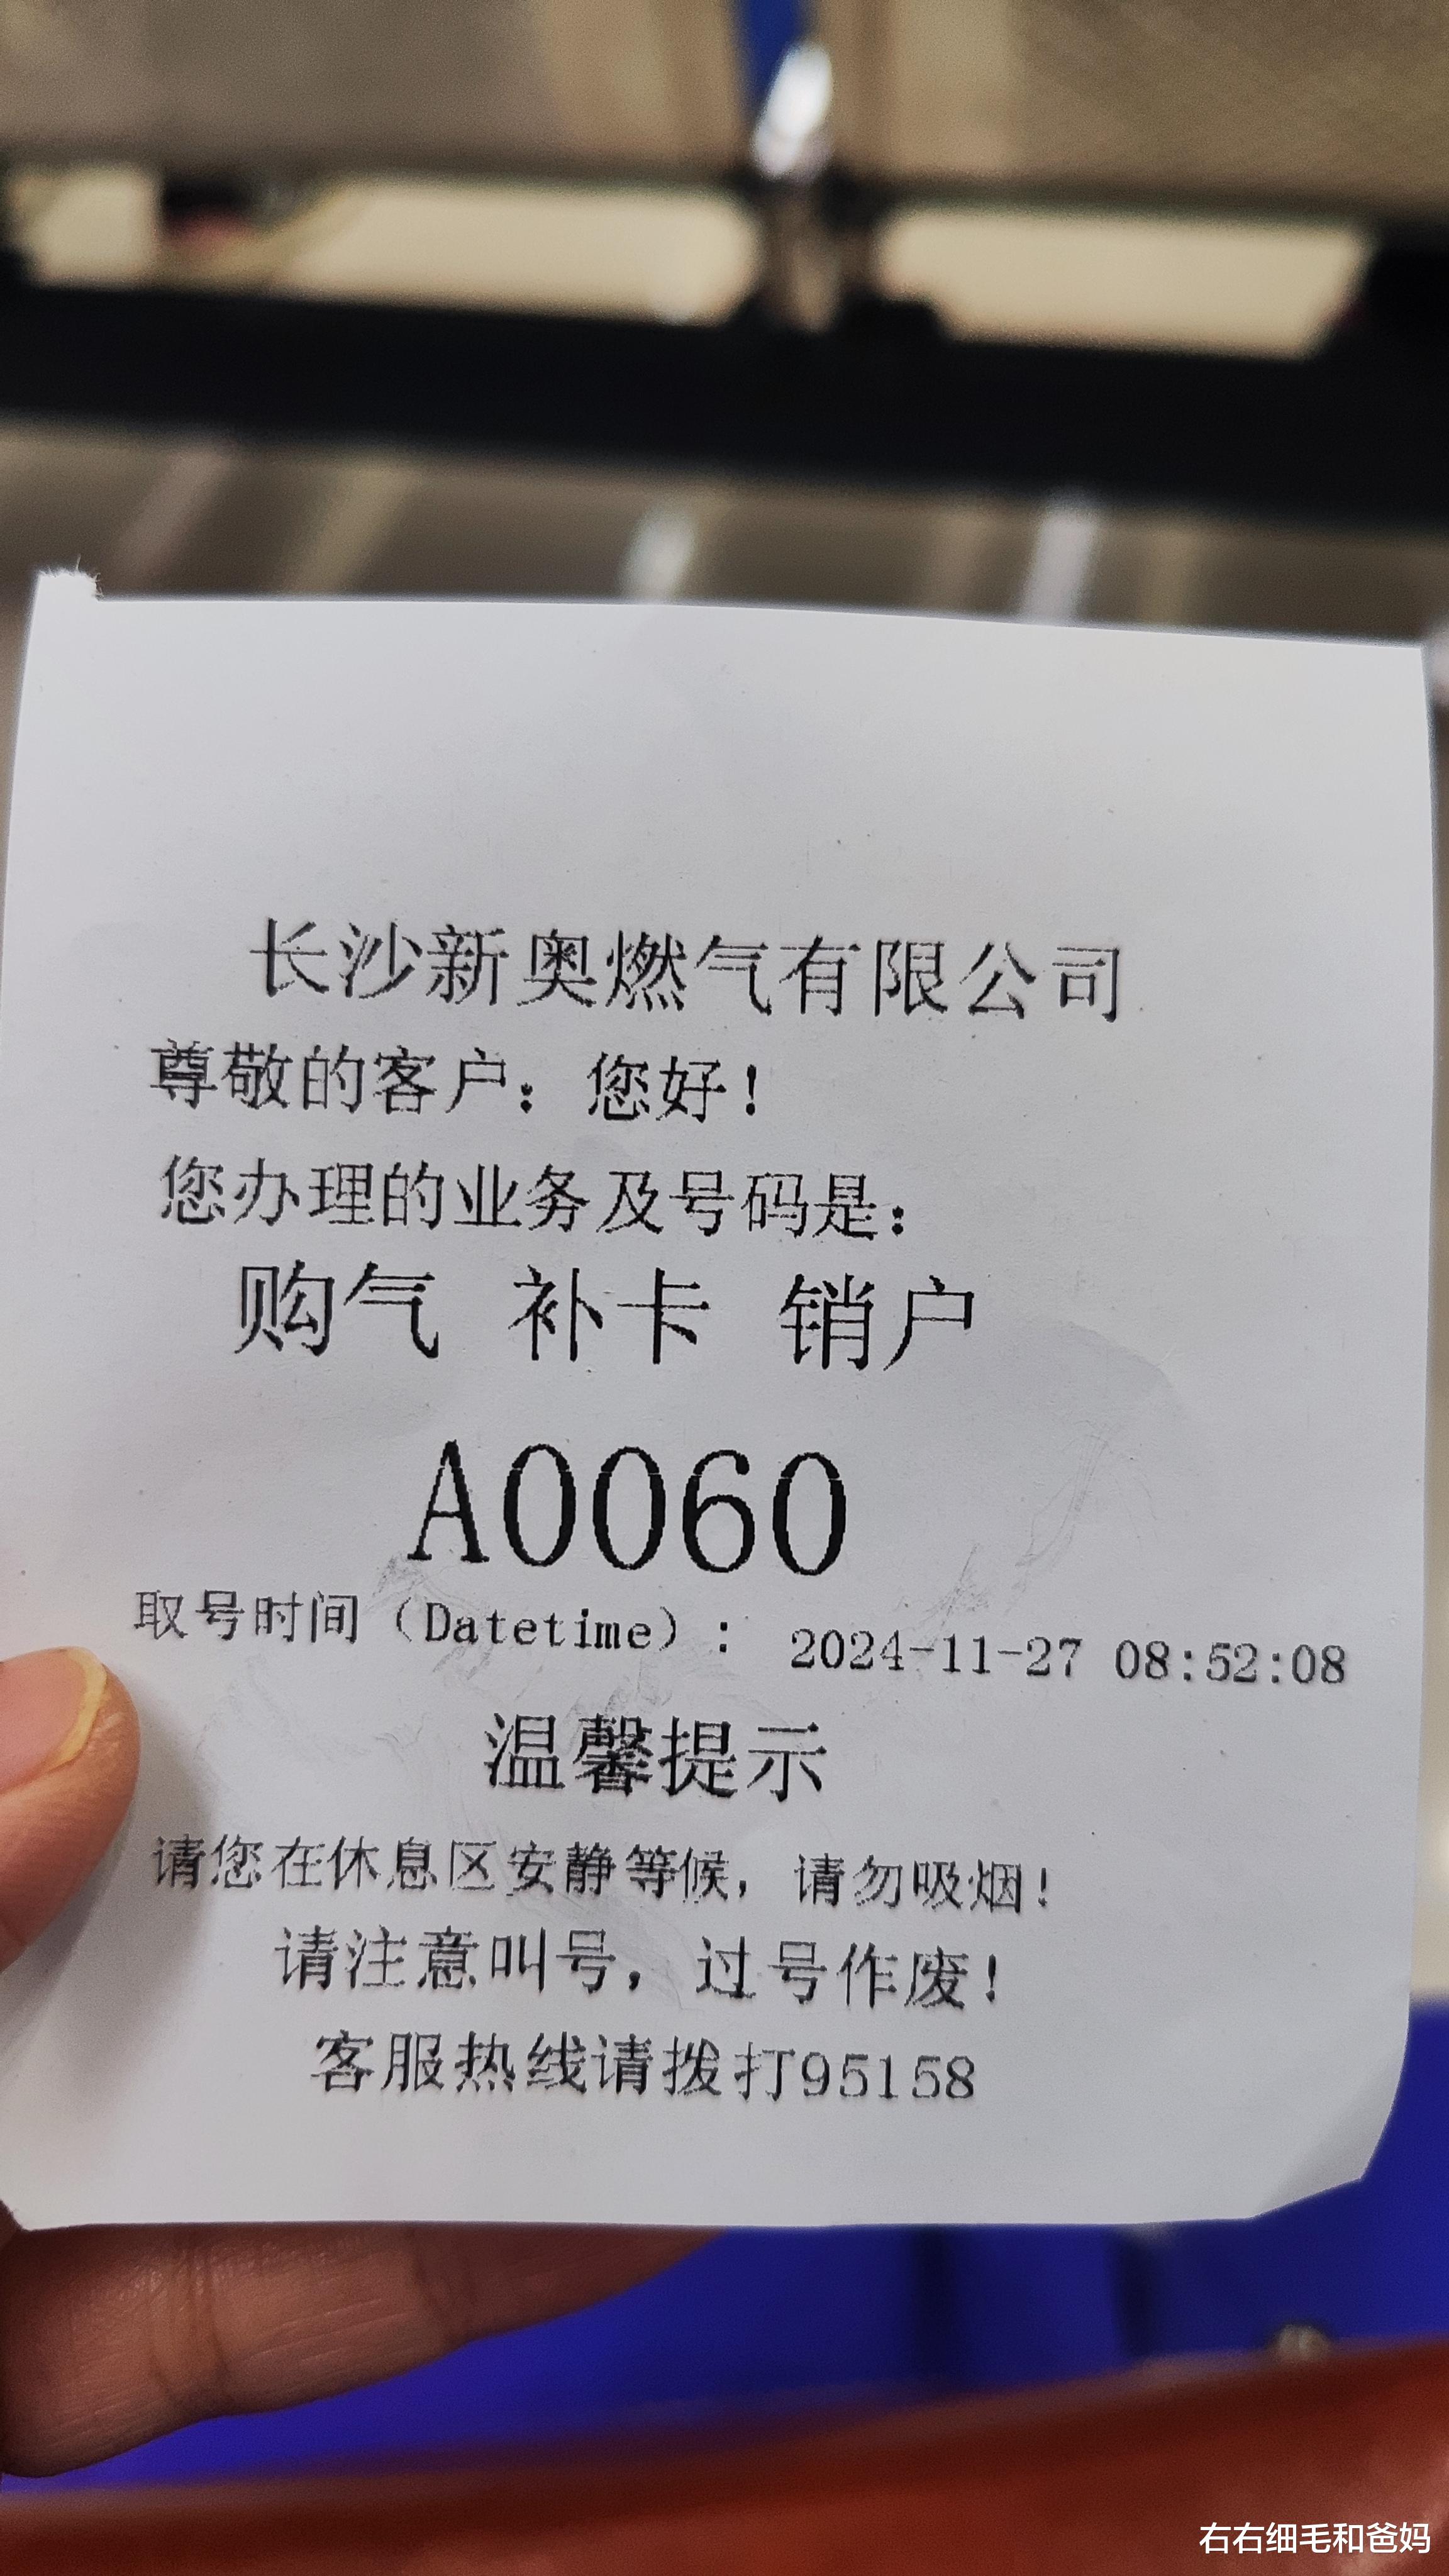 长沙新奥燃气有限公司
尊敬的客户：您好！
您办理的业务及号码是：
购气 补卡 销户
A0060
取号时间（Datetime）： 2024-11-27 08:52:08
温馨提示
请您在休息区安静等候，请勿吸烟！
请注意叫号，过号作废！
客服热线请拨打95158
右右细毛和爸妈